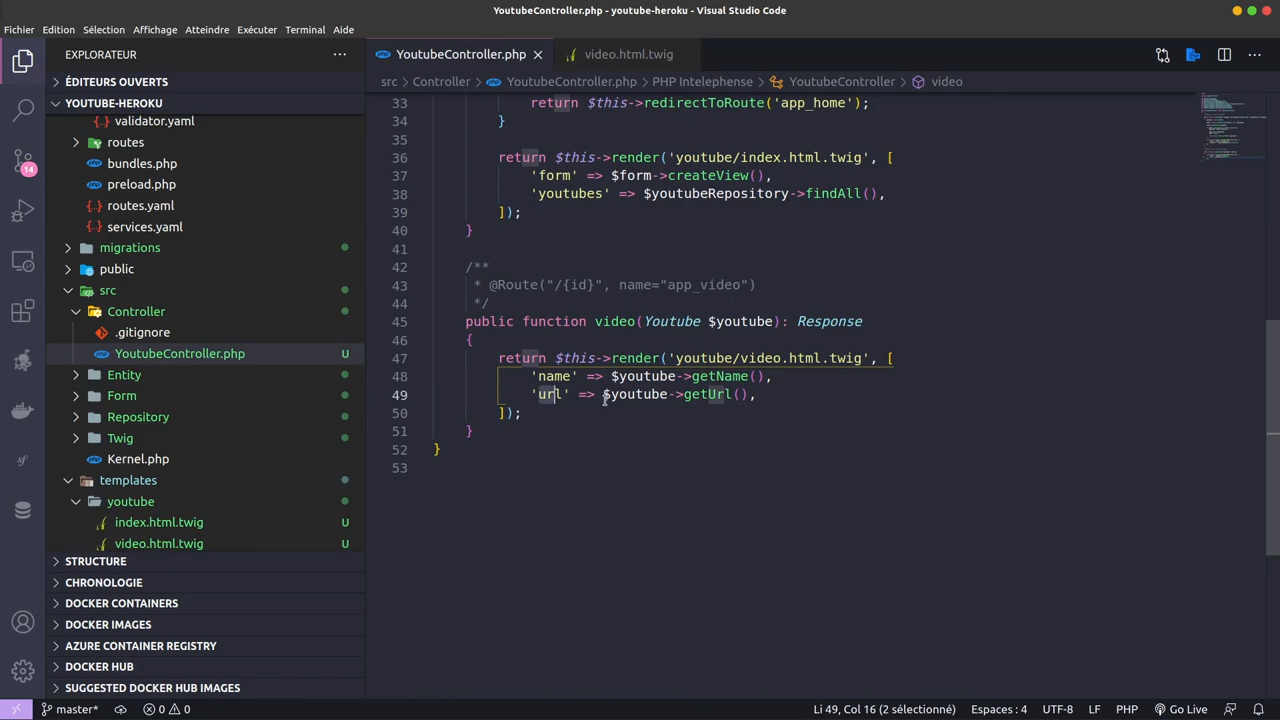 YoutubeController.php - youtube-heroku - Visual Studio Code
Fichier Edition Sélection Affichage Atteindre Exécuter Terminal Aide
EXPLORATEUR
YoutubeController.php
video.html.twig
ÉDITEURS OUVERTS
src > Controller > YoutubeController.php > PHP Intelephense > YoutubeController > video
YOUTUBE-HEROKU
validator.yaml
routes
bundles.php
preload.php
routes.yaml
services.yaml
migrations
public
src
Controller
.gitignore
YoutubeController.php U
Entity
Form
Repository
Twig
Kernel.php
templates
youtube
index.html.twig U
video.html.twig U
STRUCTURE
CHRONOLOGIE
DOCKER CONTAINERS
DOCKER IMAGES
AZURE CONTAINER REGISTRY
DOCKER HUB
SUGGESTED DOCKER HUB IMAGES
14
33 return $this->redirectToRoute('app_home');
34 }
35
36 return $this->render('youtube/index.html.twig', [
37 'form' => $form->createView(),
38 'youtubes' => $youtubeRepository->findAll(),
39 ]);
40 }
41
42 /**
43 * @Route("/{id}", name="app_video")
44 */
45 public function video(Youtube $youtube): Response
46 {
47 return $this->render('youtube/video.html.twig', [
48 'name' => $youtube->getName(),
49 'url' => $youtube->getUrl(),
50 ]);
51 }
52 }
53
master* 0 0 Li 49, Col 16 (2 sélectionné) Espaces : 4 UTF-8 LF PHP Go Live